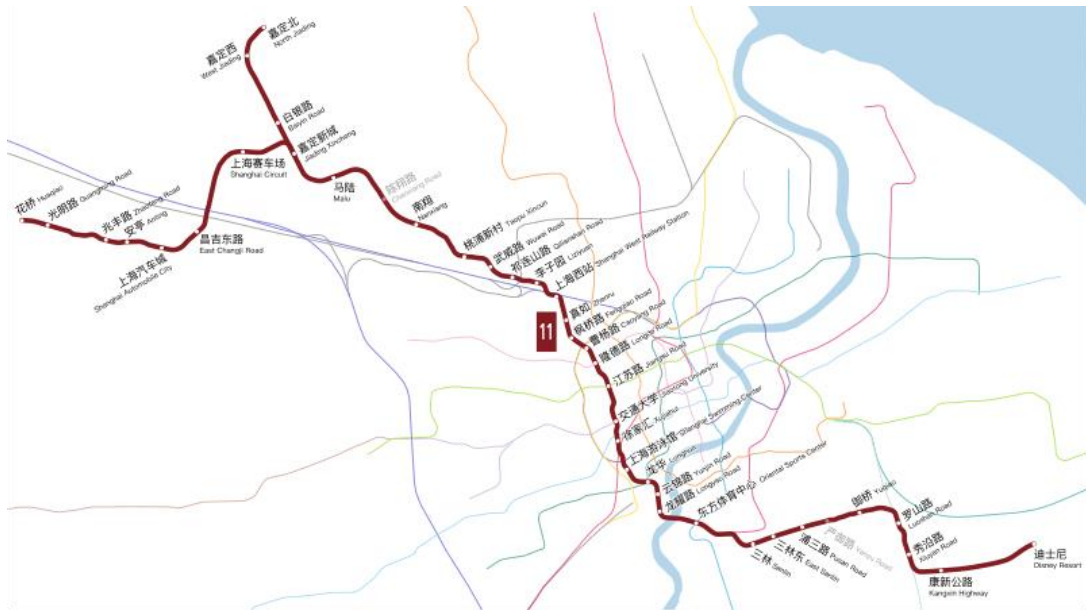 嘉定北
North Jiading
嘉定西
West Jiading
白银路
Baiyin Road
嘉定新城
Jiading Xincheng
上海赛车场
Shanghai Circuit
马陆
Malu
陈翔路
Chenxiang Road
南翔
Nanxiang
花桥 Huaqiao
光明路 Guangming Road
兆丰路 Zhaofeng Road
安亭 Anting
上海汽车城
Shanghai Automobile City
昌吉东路
East Changji Road
桃浦新村 Taopu Xincun
武威路 Wuwei Road
祁连山路 Qilianshan Road
李子园 Liziyuan
上海西站 Shanghai West Railway Station
真如 Zhenru
枫桥路 Fengqiao Road
曹杨路 Caoyang Road
隆德路 Longde Road
江苏路 Jiangsu Road
交通大学 Jiaotong University
徐家汇 Xujiahui
上海游泳馆 Shanghai Swimming Center
龙华 Longhua
云锦路 Yunjin Road
龙耀路 Longyao Road
东方体育中心 Oriental Sports Center
三林 Sanlin
三林东 East Sanlin
浦三路 Pusan Road
严御路 Yanyu Road
御桥 Yuqiao
罗山路
Luoshan Road
秀沿路
Xiuyan Road
康新公路
Kangxin Highway
迪士尼
Disney Resort
11